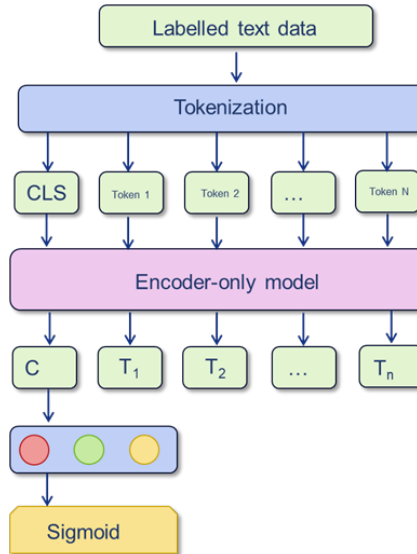 Labelled text data
Tokenization
CLS Token 1 Token 2 ... Token N
Encoder-only model
C T1 T2 ... Tn
Sigmoid